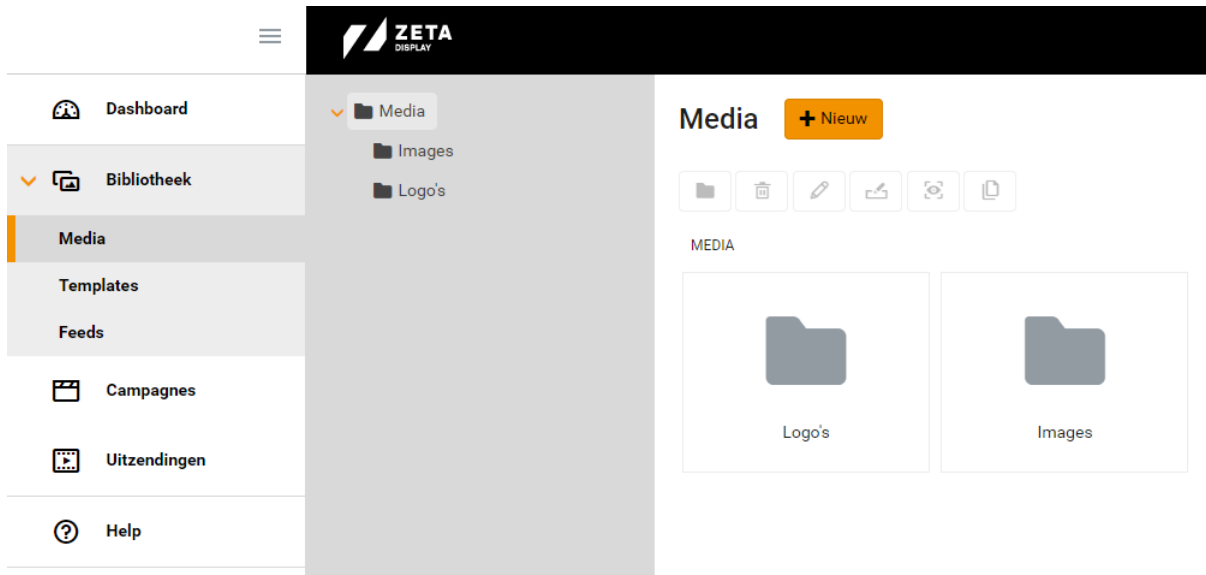 ZETA
DISPLAY
Dashboard
Bibliotheek
Media
Templates
Feeds
Campagnes
Uitzendingen
Help
Media
Images
Logo's
Media
+ Nieuw
MEDIA
Logo's
Images